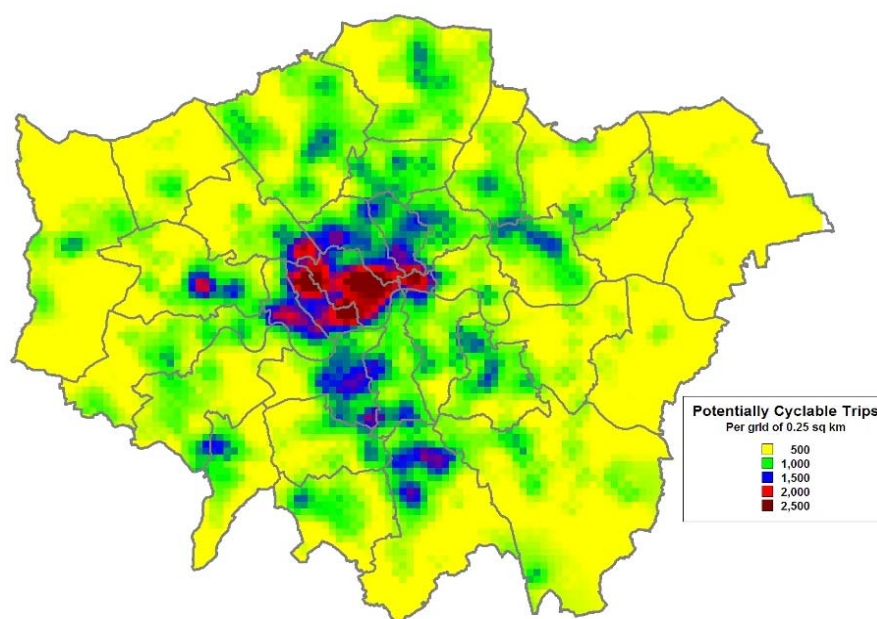 Potentially Cyclable Trips
Per grid of 0.25 sq km
500
1,000
1,500
2,000
2,500